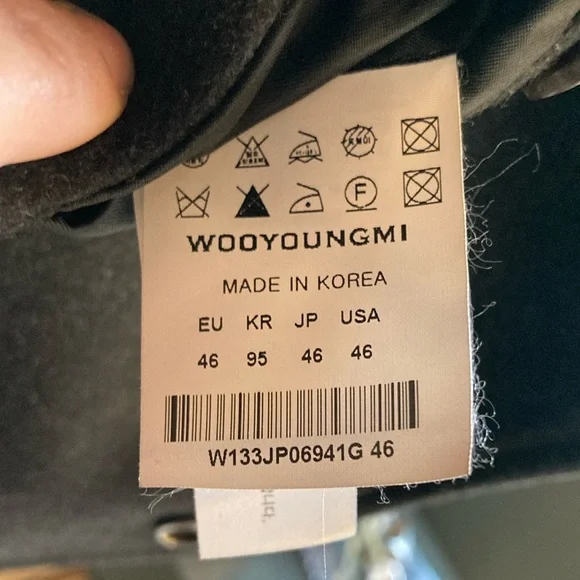 F
WOOYOUNGMI
MADE IN KOREA
EU KR JP USA
46 95 46 46
W133JP06941G 46